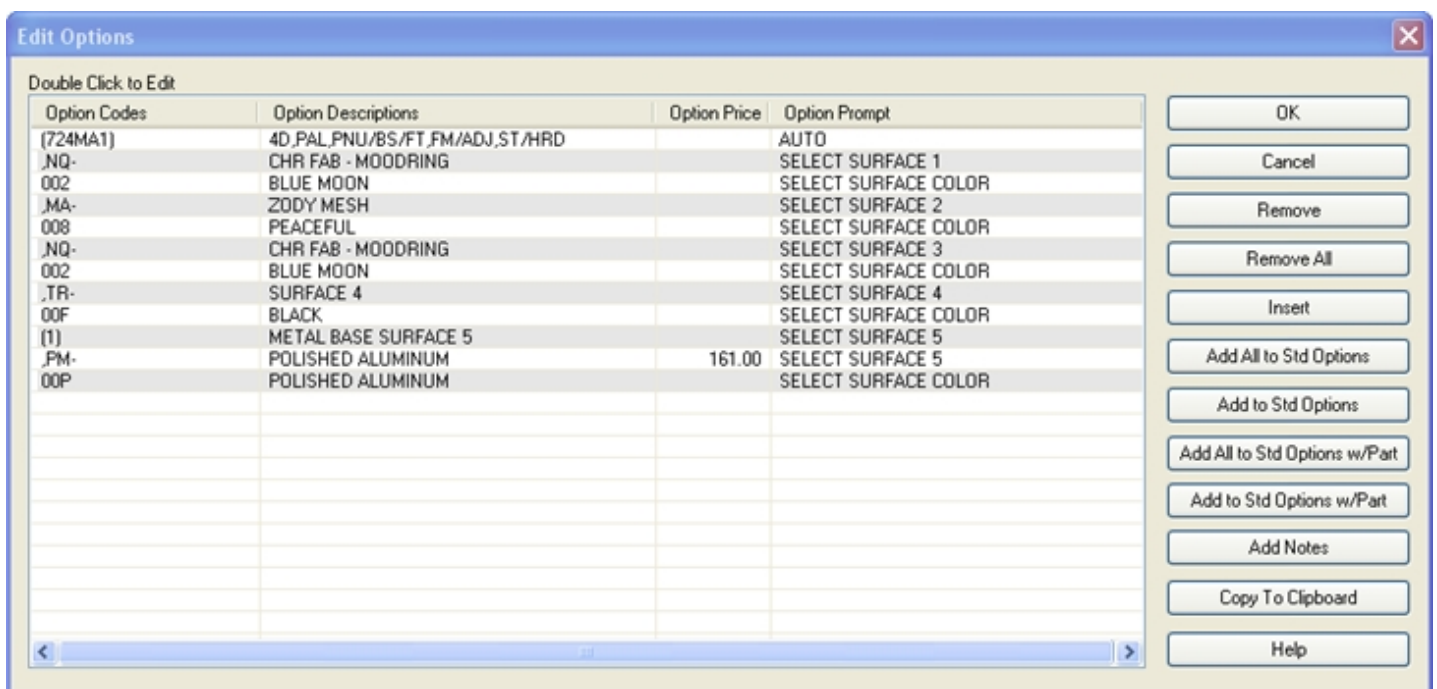 Edit Options
Double Click to Edit
Option Codes Option Descriptions Option Price Option Prompt
(724MA1) 4D,PAL,PNU/BS/FT,FM/ADJ,ST/HRD AUTO
,NQ- CHR FAB - MOODRING SELECT SURFACE 1
002 BLUE MOON SELECT SURFACE COLOR
,MA- ZODY MESH SELECT SURFACE 2
008 PEACEFUL SELECT SURFACE COLOR
,NQ- CHR FAB - MOODRING SELECT SURFACE 3
002 BLUE MOON SELECT SURFACE COLOR
,TR- SURFACE 4 SELECT SURFACE 4
00F BLACK SELECT SURFACE COLOR
(1) METAL BASE SURFACE 5 SELECT SURFACE 5
,PM- POLISHED ALUMINUM 161.00 SELECT SURFACE 5
00P POLISHED ALUMINUM SELECT SURFACE COLOR
OK
Cancel
Remove
Remove All
Insert
Add All to Std Options
Add to Std Options
Add All to Std Options w/Part
Add to Std Options w/Part
Add Notes
Copy To Clipboard
Help